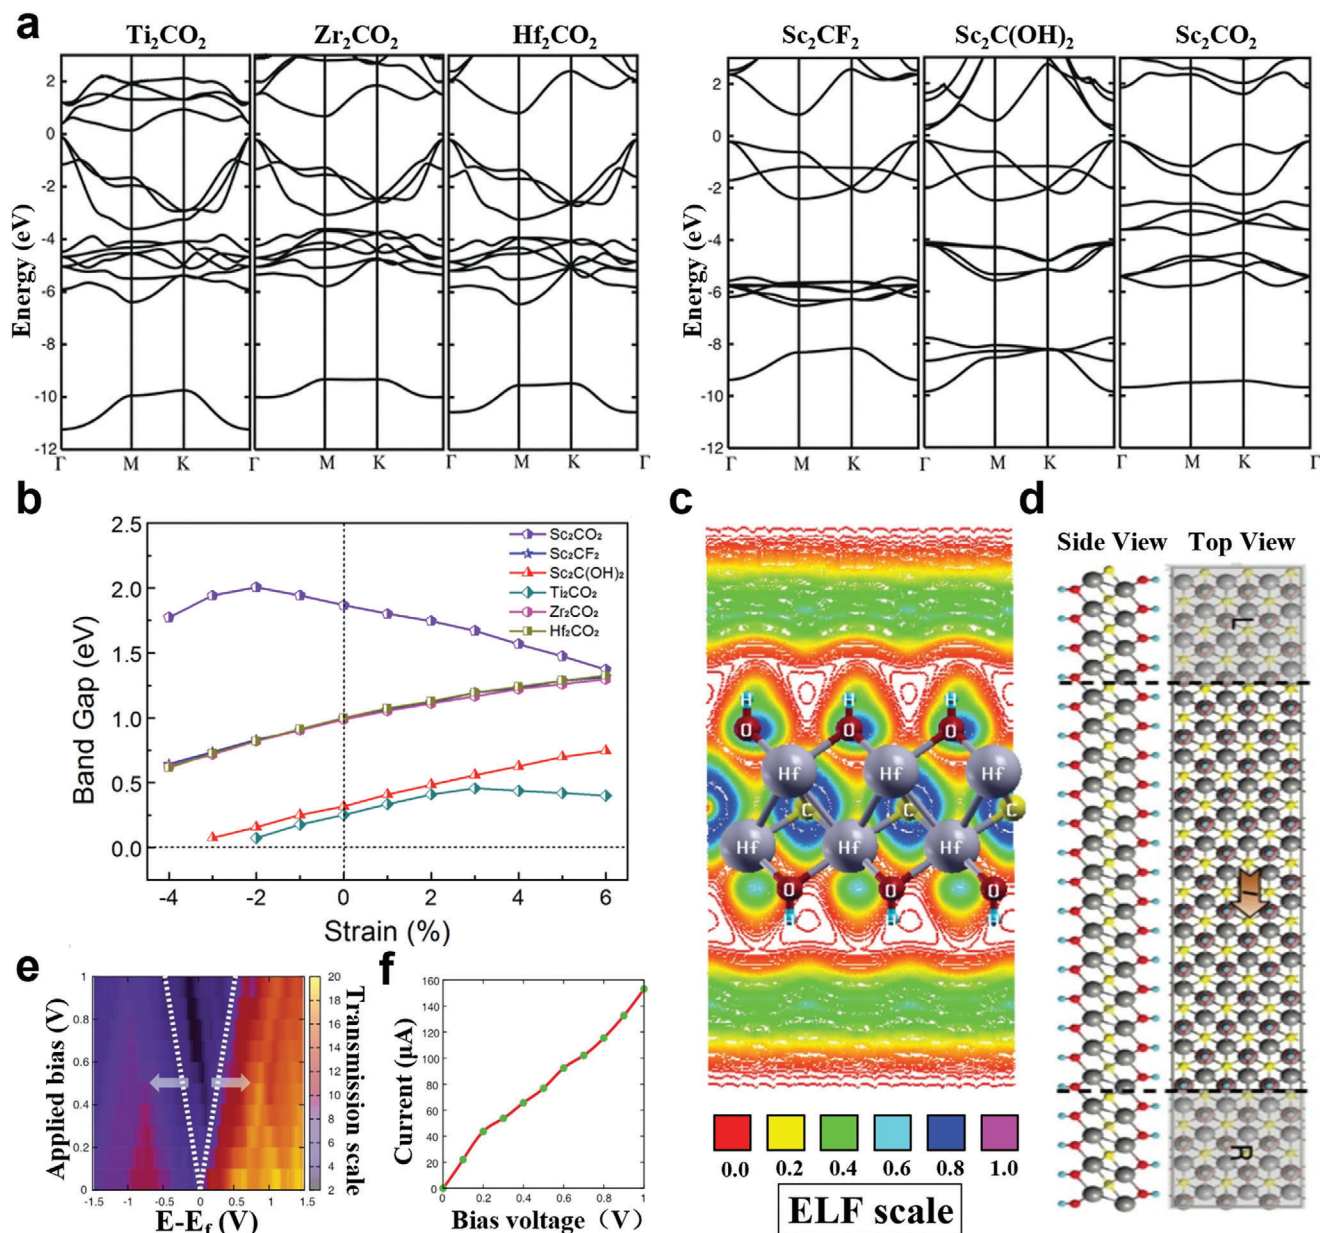 a
Ti₂CO₂ Zr₂CO₂ Hf₂CO₂ Sc₂CF₂ Sc₂C(OH)₂ Sc₂CO₂
Energy (eV)
2
0
-2
-4
-6
-8
-10
-12
Γ M K Γ M K Γ M K Γ
Energy (eV)
2
0
-2
-4
-6
-8
-10
-12
Γ M K Γ M K Γ M K Γ
b
Band Gap (eV)
2.5
2.0
1.5
1.0
0.5
0.0
Sc₂CO₂
Sc₂CF₂
Sc₂C(OH)₂
Ti₂CO₂
Zr₂CO₂
Hf₂CO₂
-4 -2 0 2 4 6
Strain (%)
c
H H H
O O O
Hf Hf Hf
C C C
Hf Hf Hf
O O O
H H H
0.0 0.2 0.4 0.6 0.8 1.0
ELF scale
d
Side View Top View
L
I
R
e
Applied bias (V)
1
0.8
0.6
0.4
0.2
0
-1.5 -1 -0.5 0 0.5 1 1.5
E-E_f (V)
20
18
16
14
12
10
8
6
4
2
Transmission scale
f
Current (μA)
160
140
120
100
80
60
40
20
0
0 0.2 0.4 0.6 0.8 1
Bias voltage（V）